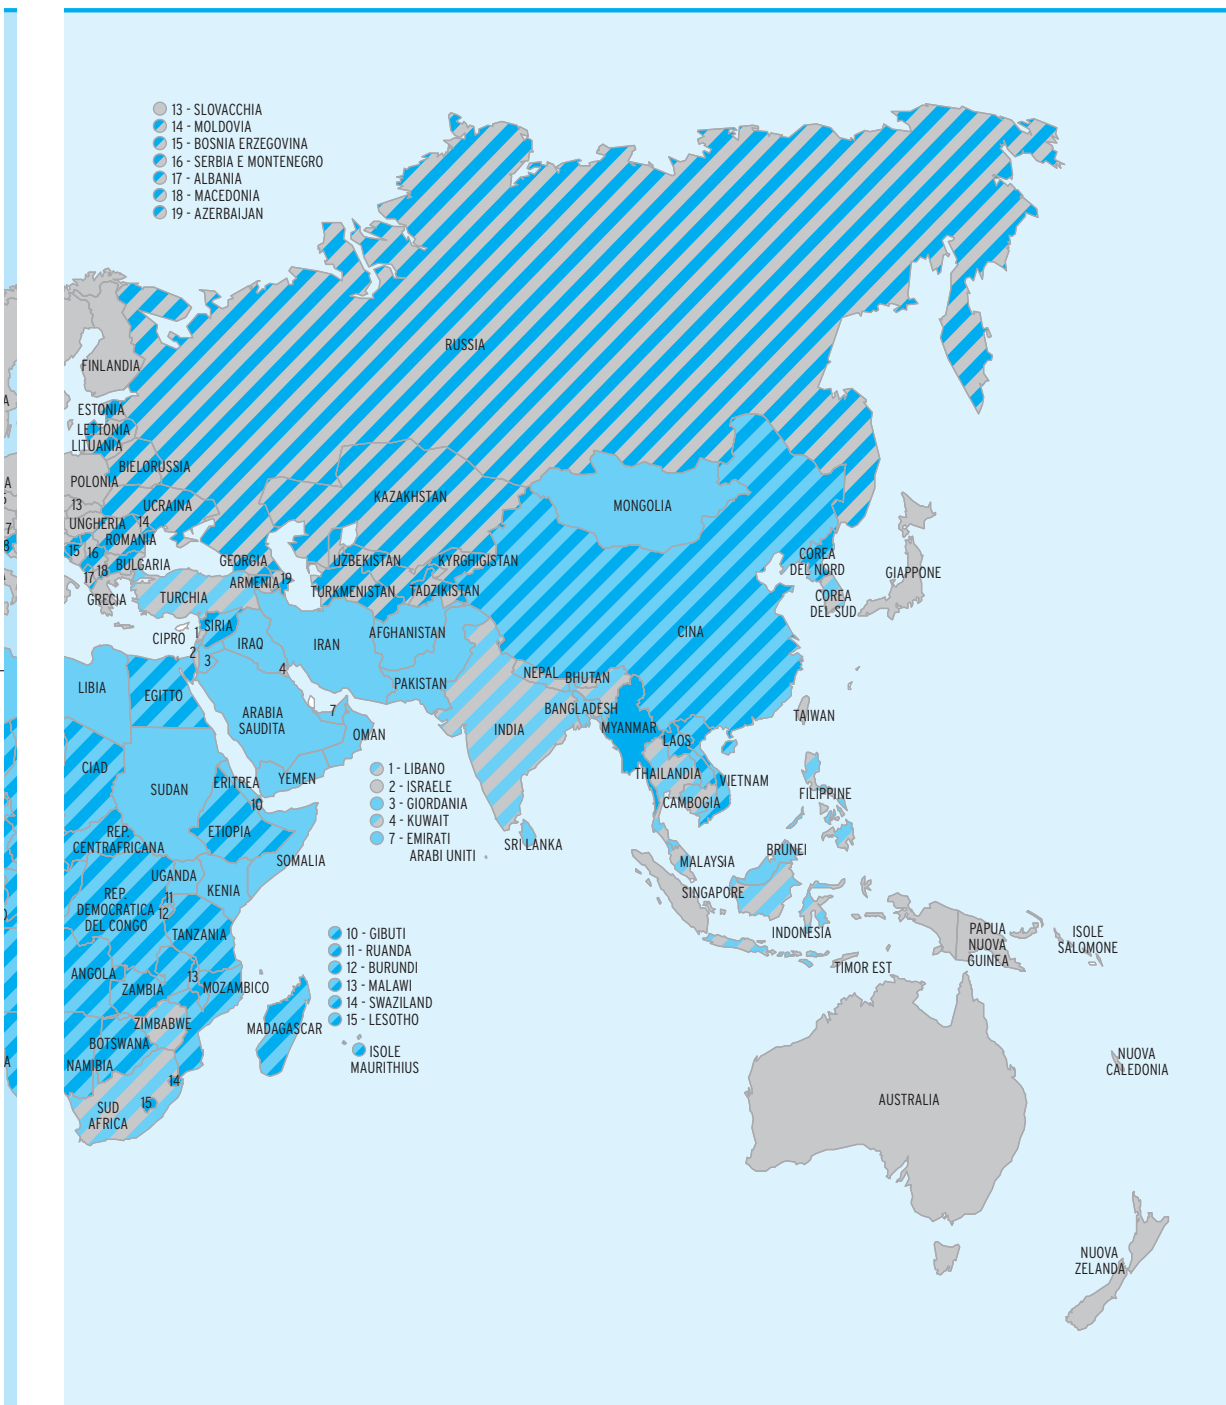 13 - SLOVACCHIA
14 - MOLDOVIA
15 - BOSNIA ERZEGOVINA
16 - SERBIA E MONTENEGRO
17 - ALBANIA
18 - MACEDONIA
19 - AZERBAIJAN
RUSSIA
FINLANDIA
ESTONIA
LETTONIA
LITUANIA
BIELORUSSIA
POLONIA
KAZAKHSTAN
MONGOLIA
13
UCRAINA
UNGHERIA
14
ROMANIA
15
16
BULGARIA
GEORGIA
UZBEKISTAN
KYRGHIGISTAN
COREA
DEL NORD
GIAPPONE
17
18
ARMENIA
19
TURKMENISTAN
TADZIKISTAN
GRECIA
TURCHIA
COREA
DEL SUD
CIPRO
1
SIRIA
IRAQ
IRAN
AFGHANISTAN
CINA
2
3
4
NEPAL
BHUTAN
PAKISTAN
LIBIA
EGITTO
7
ARABIA
SAUDITA
OMAN
INDIA
BANGLADESH
MYANMAR
TAIWAN
LAOS
CIAD
SUDAN
ERITREA
YEMEN
1 - LIBANO
2 - ISRAELE
3 - GIORDANIA
4 - KUWAIT
7 - EMIRATI
ARABI UNITI
THAILANDIA
VIETNAM
CAMBOGIA
FILIPPINE
10
REP.
CENTRAFRICANA
ETIOPIA
SOMALIA
SRI LANKA
BRUNEI
MALAYSIA
UGANDA
KENIA
SINGAPORE
REP.
DEMOCRATICA
DEL CONGO
11
12
TANZANIA
INDONESIA
PAPUA
NUOVA
GUINEA
ISOLE
SALOMONE
10 - GIBUTI
11 - RUANDA
12 - BURUNDI
13 - MALAWI
14 - SWAZILAND
15 - LESOTHO
TIMOR EST
ANGOLA
ZAMBIA
13
MOZAMBICO
ZIMBABWE
MADAGASCAR
BOTSWANA
ISOLE
MAURITHIUS
NAMIBIA
NUOVA
CALEDONIA
14
15
SUD
AFRICA
AUSTRALIA
NUOVA
ZELANDA